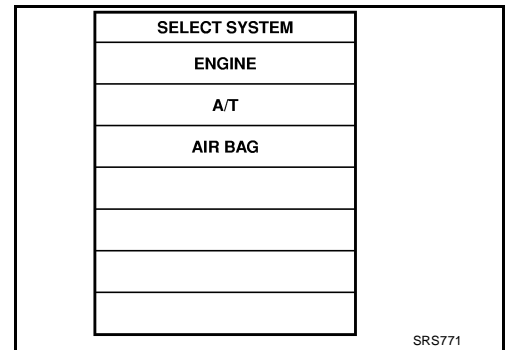 SELECT SYSTEM
ENGINE
A/T
AIR BAG
SRS771